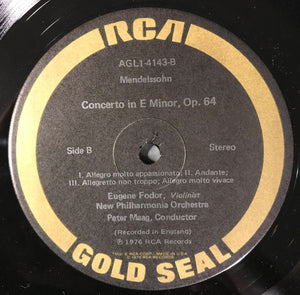 RCA
AGL1-4143-B
Mendelssohn
Concerto in E Minor, Op. 64
Side B
Stereo
I. Allegro molto appassionato; II. Andante;
III. Allegretto non troppo; Allegro molto vivace
Eugene Fodor, Violinist
New Philharmonia Orchestra
Peter Maag, Conductor
(Recorded in England)
℗ 1976 RCA Records
GOLD SEAL